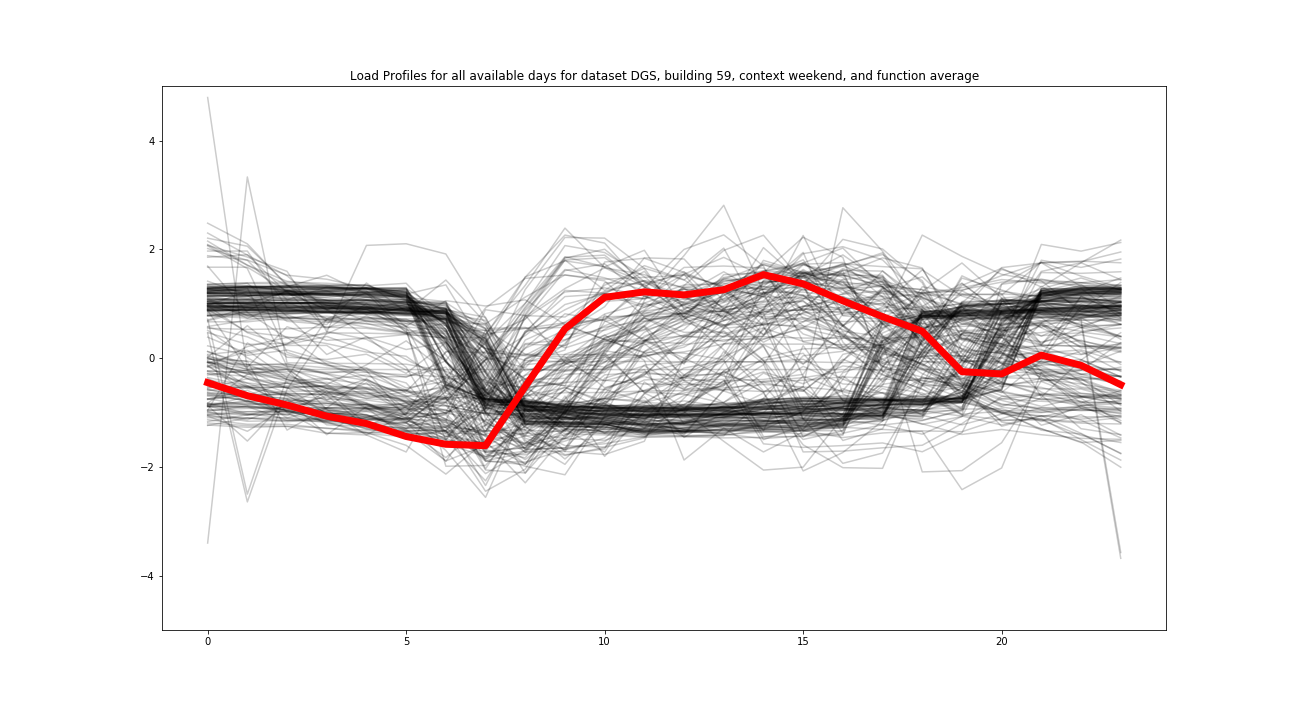 Load Profiles for all available days for dataset DGS, building 59, context weekend, and function average
4
2
0
−2
−4
0 5 10 15 20